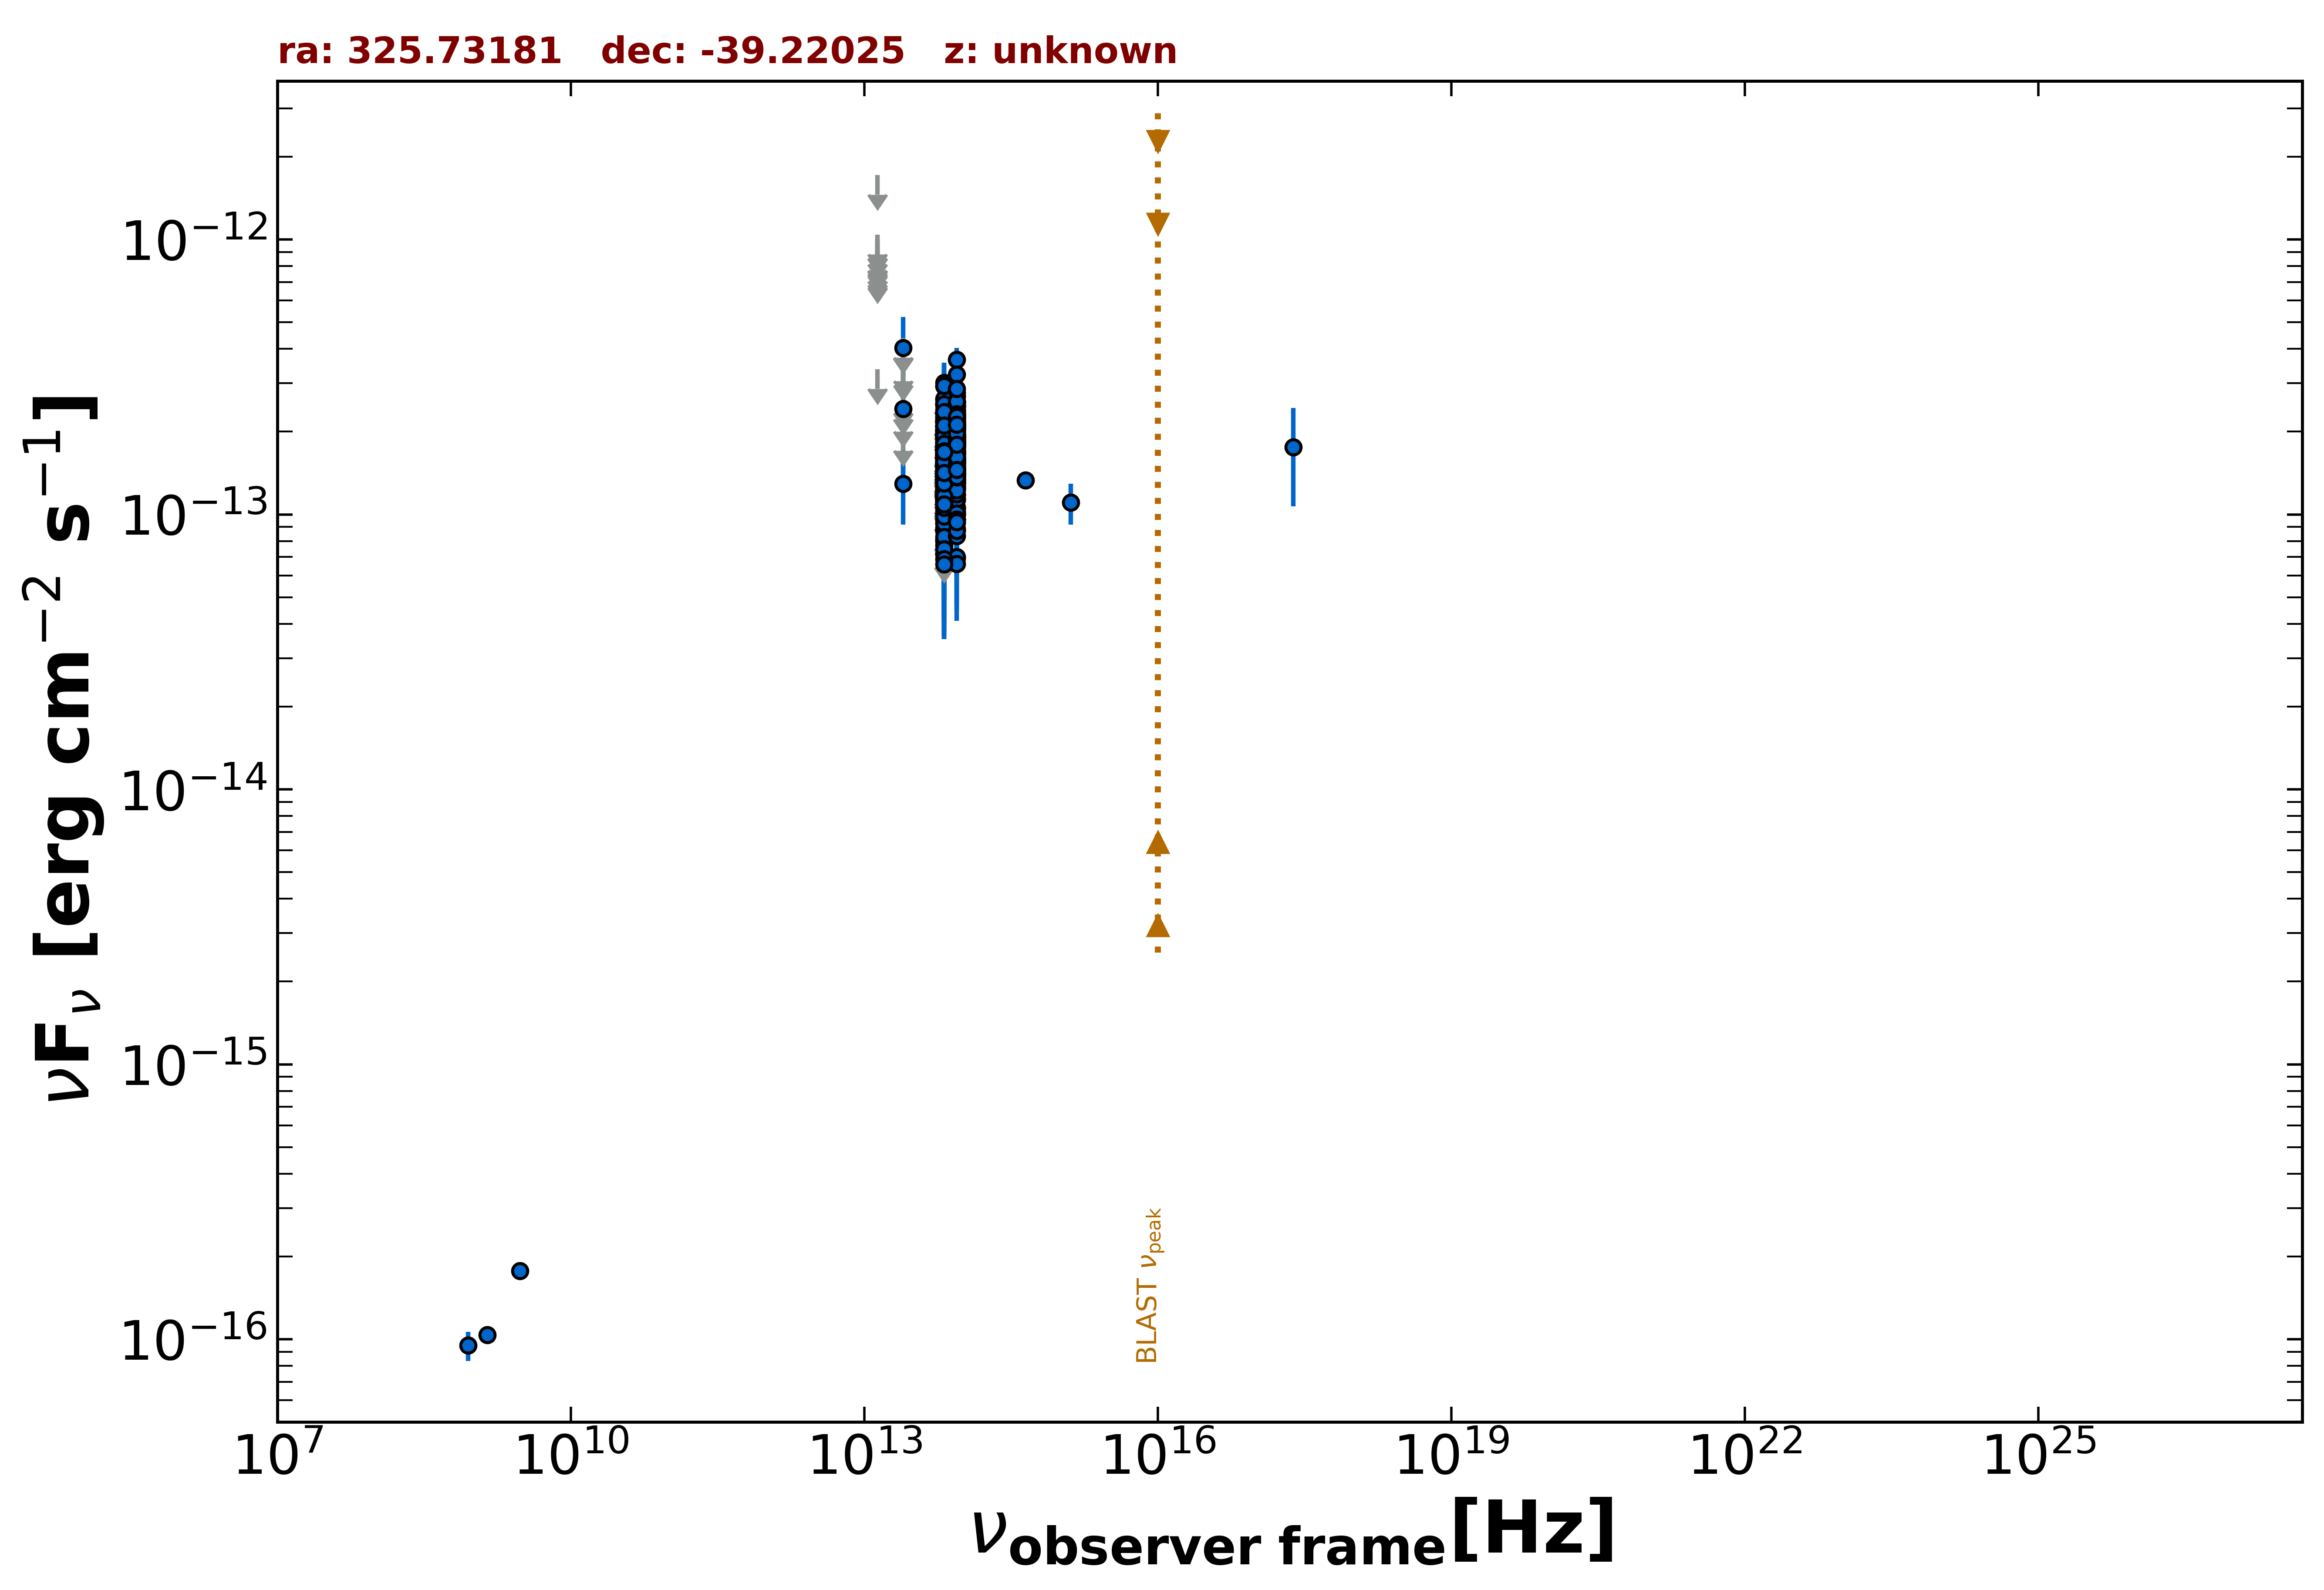 ra: 325.73181 dec: -39.22025 z: unknown
νFν [erg cm⁻² s⁻¹]
10⁻¹²
10⁻¹³
10⁻¹⁴
10⁻¹⁵
10⁻¹⁶
BLAST νpeak
10⁷ 10¹⁰ 10¹³ 10¹⁶ 10¹⁹ 10²² 10²⁵
νobserver frame [Hz]